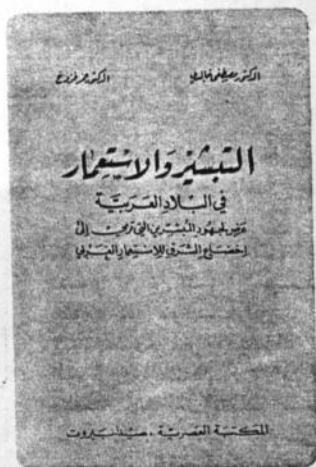 الدكتور مصطفى خالدي الدكتور عمر فروخ
التبشير والاستعمار
في البلاد العربية
عرض لجهود المبشرين التي ترمي إلى
إخضاع الشرق للاستعمار الغربي
المكتبة العصرية . صيدا . بيروت